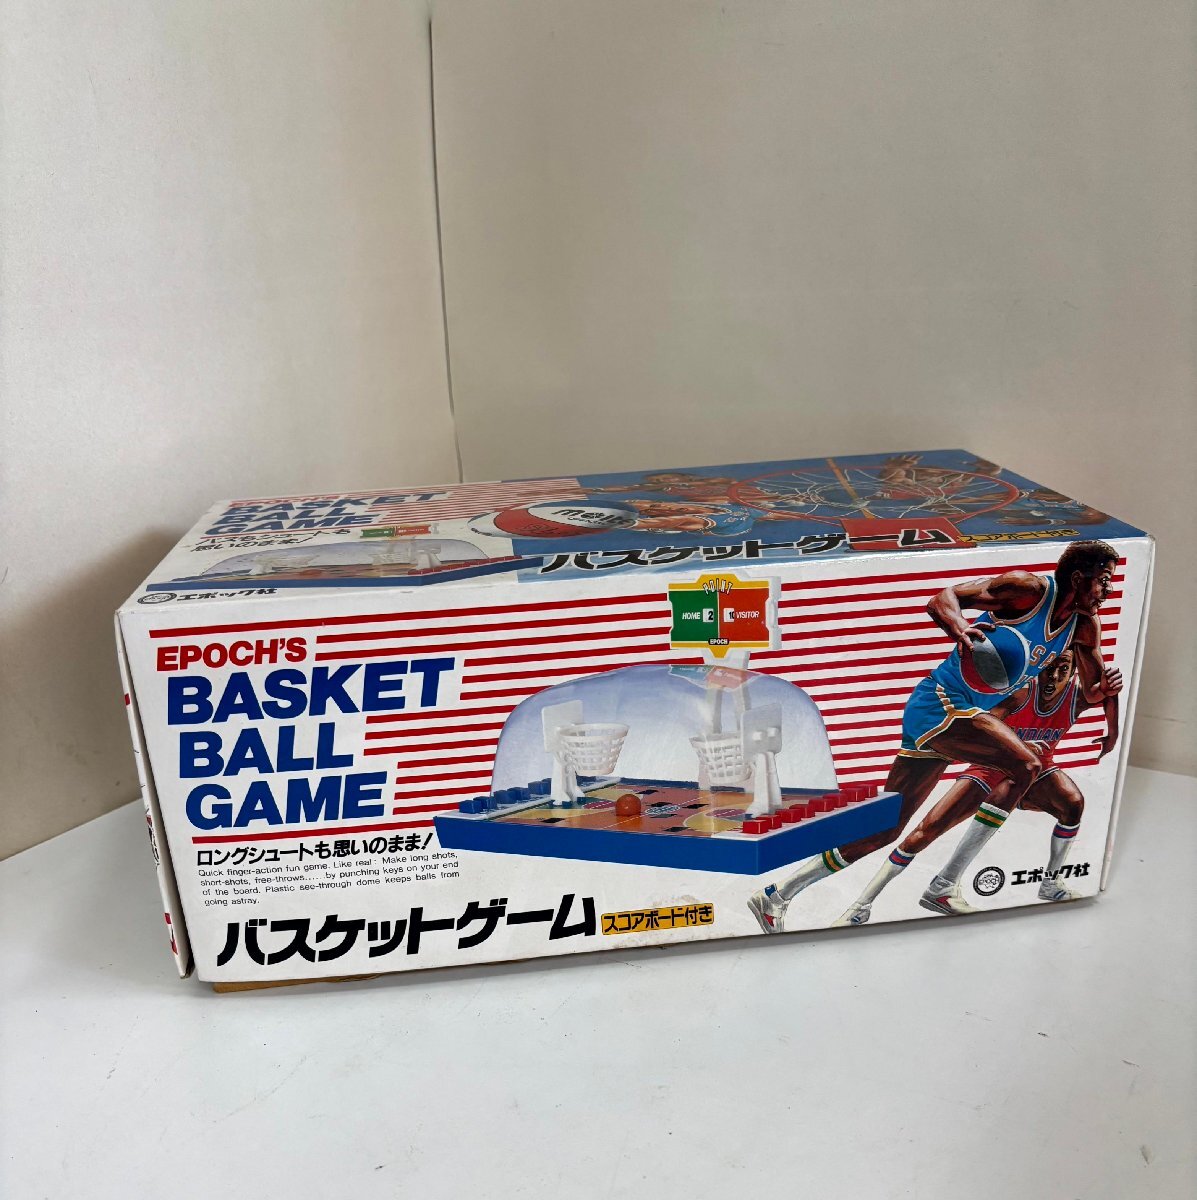 EPOCH'S
BASKET
BALL
GAME
バスケットゲーム
スコアボード付き
エポック社
EPOCH'S
BASKET
BALL
GAME
ロングシュートも思いのまま!
Quick finger-action fun game. Like real: Make long shots,
short-shots, free-throws.....by punching keys on your end
of the board. Plastic see-through dome keeps balls from
going astray.
バスケットゲーム
スコアボード付き
POINT
HOME 2
VISITOR
EPOCH
エポック社